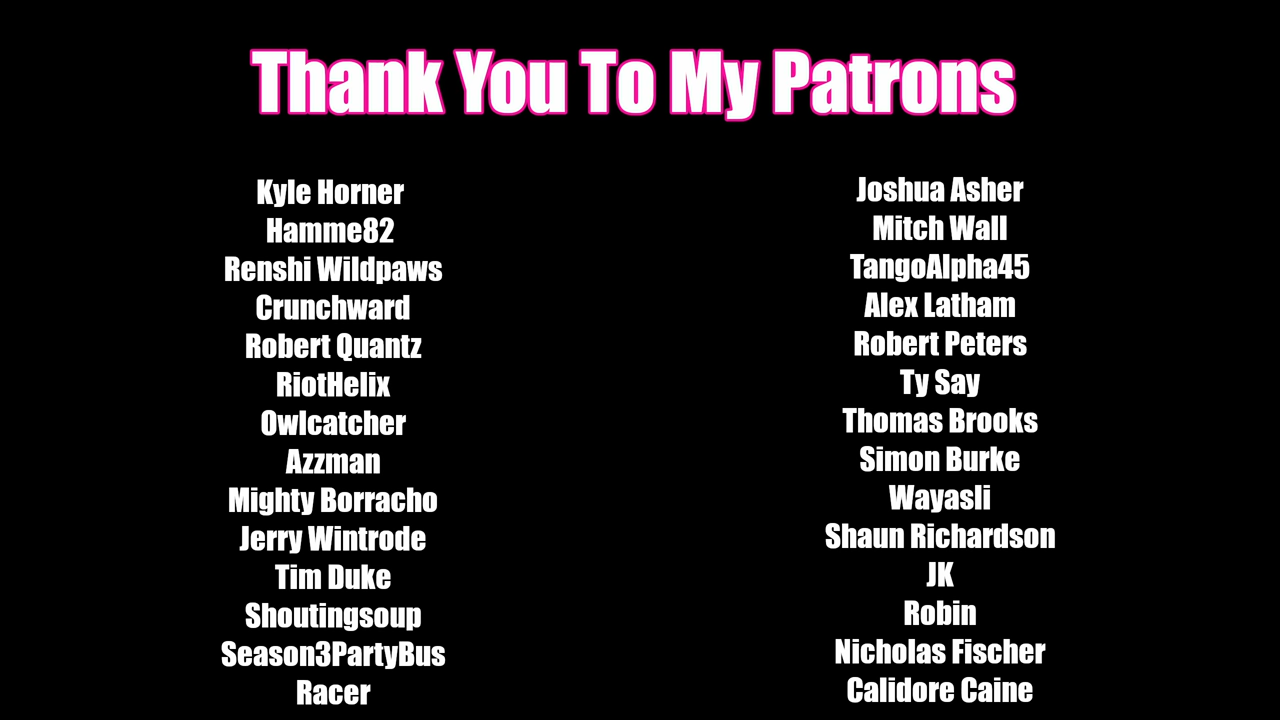 Thank You To My Patrons
Kyle Horner
Hamme82
Renshi Wildpaws
Crunchward
Robert Quantz
RiotHelix
Owlcatcher
Azzman
Mighty Borracho
Jerry Wintrode
Tim Duke
Shoutingsoup
Season3PartyBus
Racer
Joshua Asher
Mitch Wall
TangoAlpha45
Alex Latham
Robert Peters
Ty Say
Thomas Brooks
Simon Burke
Wayasli
Shaun Richardson
JK
Robin
Nicholas Fischer
Calidore Caine